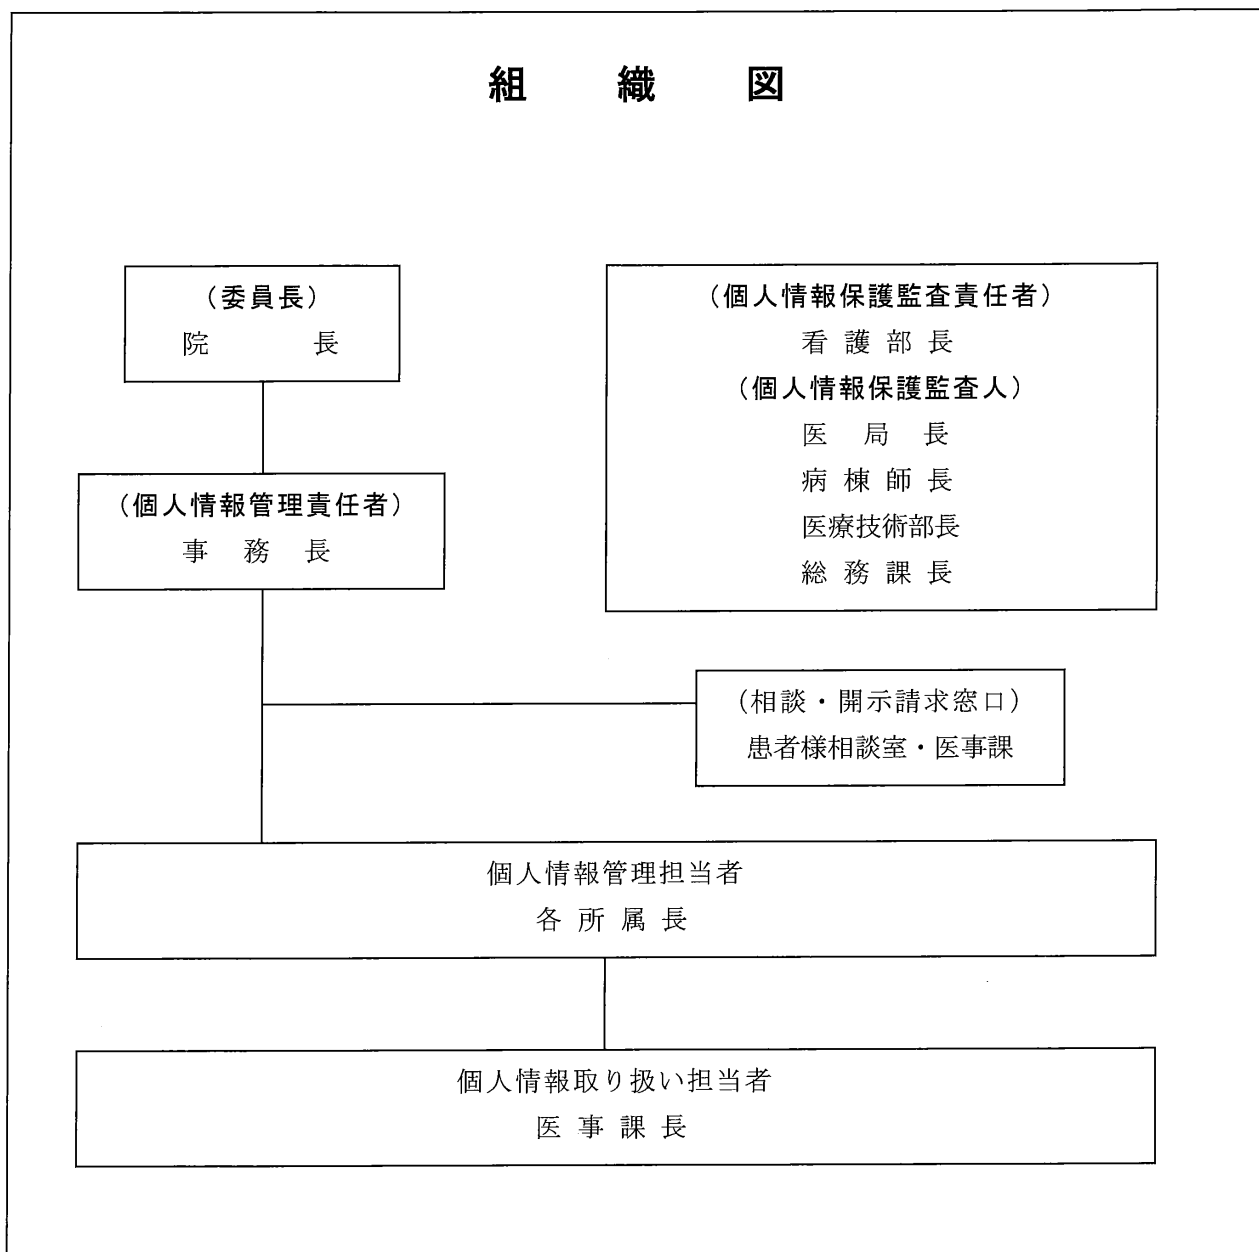 組織図
（委員長）
院長
（個人情報保護監査責任者）
看護部長
（個人情報保護監査人）
医局長
病棟師長
医療技術部長
総務課長
（個人情報管理責任者）
事務長
（相談・開示請求窓口）
患者様相談室・医事課
個人情報管理担当者
各所属長
個人情報取り扱い担当者
医事課長